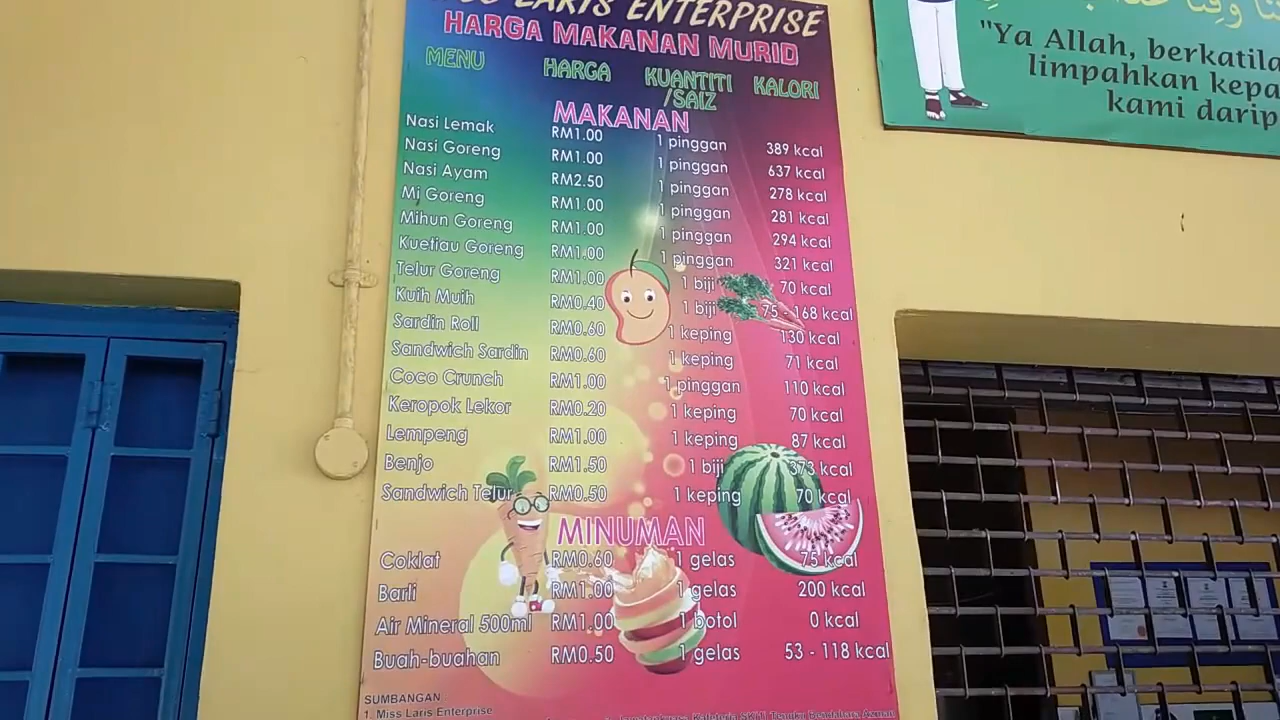 LARIS ENTERPRISE
HARGA MAKANAN MURID
MENU HARGA KUANTITI/SAIZ KALORI
MAKANAN
Nasi Lemak RM1.00 1 pinggan 389 kcal
Nasi Goreng RM1.00 1 pinggan 637 kcal
Nasi Ayam RM2.50 1 pinggan 278 kcal
Mi Goreng RM1.00 1 pinggan 281 kcal
Mihun Goreng RM1.00 1 pinggan 294 kcal
Kuetiau Goreng RM1.00 1 pinggan 321 kcal
Telur Goreng RM1.00 1 biji 70 kcal
Kuih Muih RM0.40 1 biji 75 - 168 kcal
Sardin Roll RM0.60 1 keping 130 kcal
Sandwich Sardin RM0.60 1 keping 71 kcal
Coco Crunch RM1.00 1 pinggan 110 kcal
Keropok Lekor RM0.20 1 keping 70 kcal
Lempeng RM1.00 1 keping 87 kcal
Benjo RM1.50 1 biji 373 kcal
Sandwich Telur RM0.50 1 keping 70 kcal
MINUMAN
Coklat RM0.60 1 gelas 75 kcal
Barli RM1.00 1 gelas 200 kcal
Air Mineral 500ml RM1.00 1 botol 0 kcal
Buah-buahan RM0.50 1 gelas 53 - 118 kcal
SUMBANGAN
1. Miss Laris Enterprise
"Ya Allah, berkatila
limpahkan kepa
kami darip